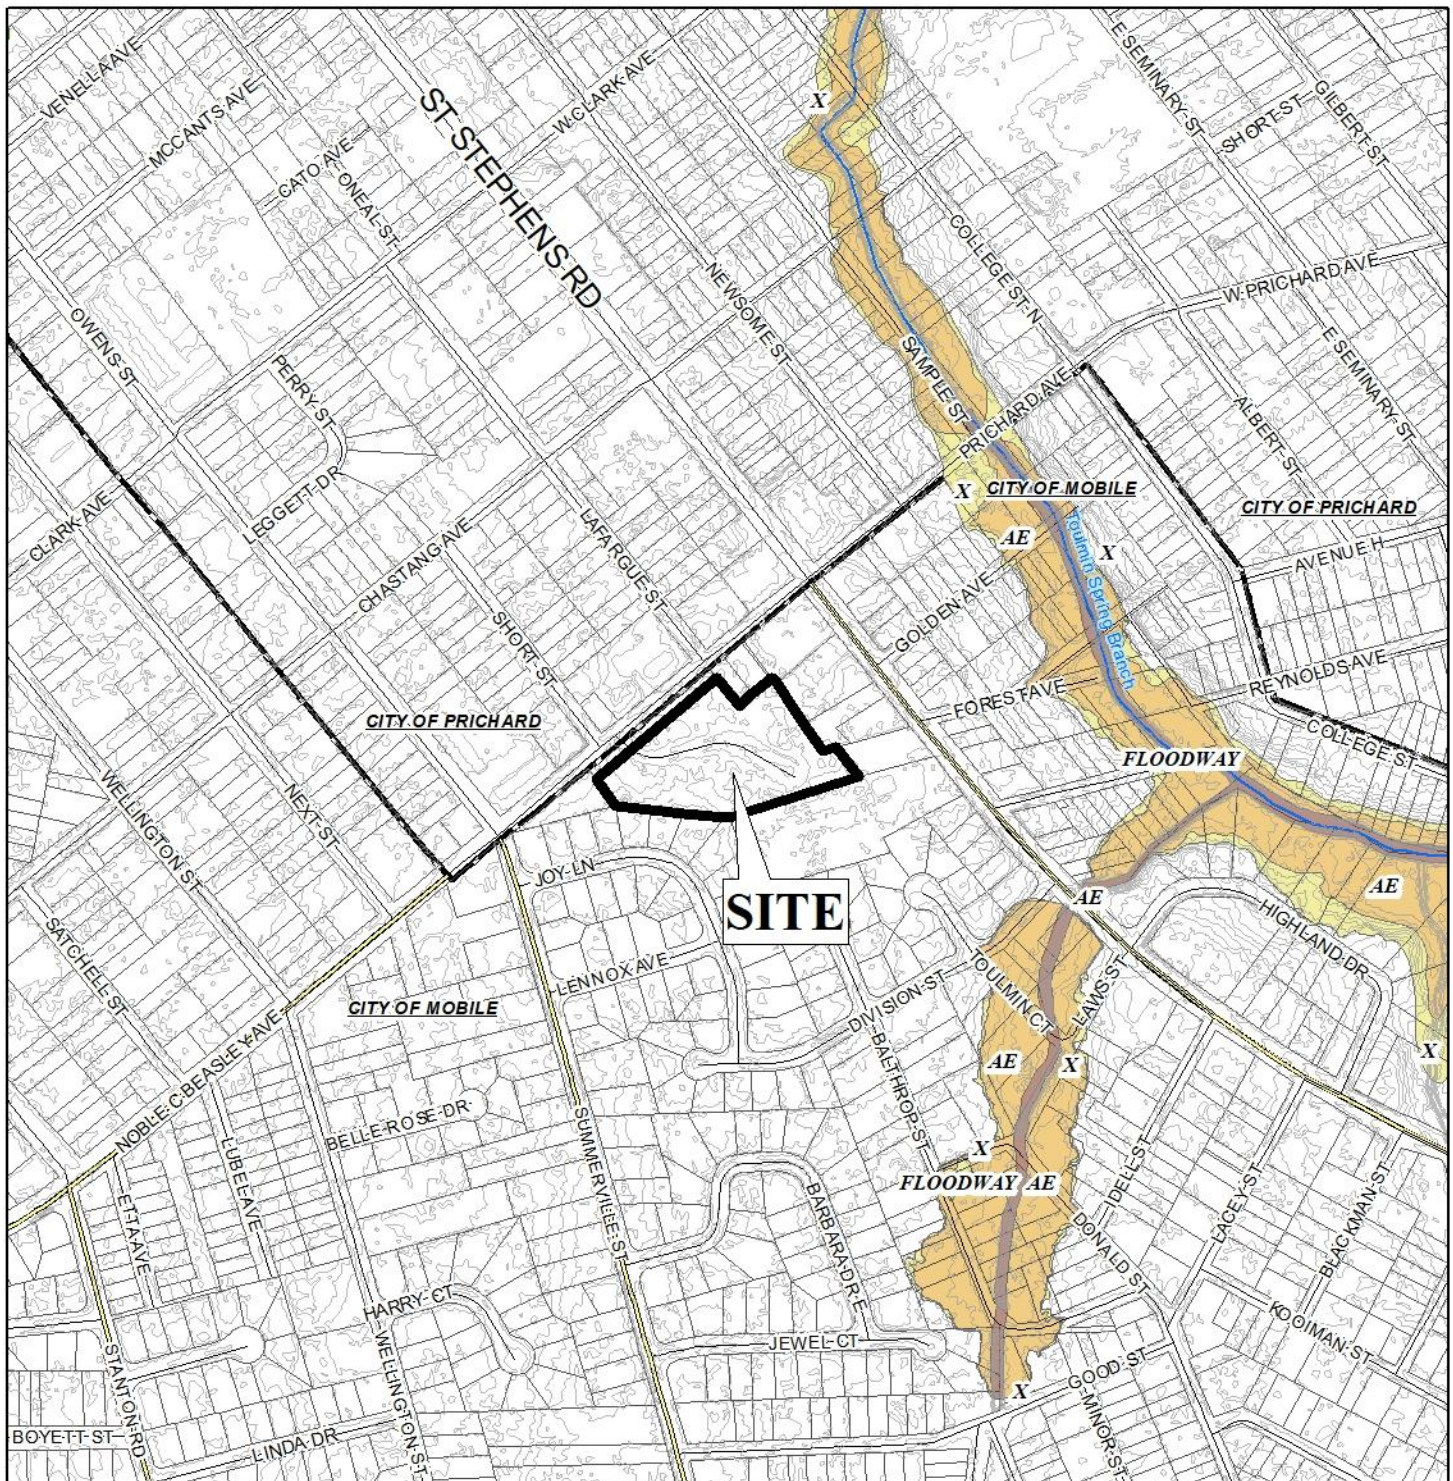 VENELLA AVE
MCCANTS AVE
CATO AVE
ONEAL ST
ST STEPHENS RD
W CLARK AVE
X
E SEMINARY ST
SHORT ST
GILBERT ST
COLLEGE ST N
W PRICHARD AVE
OWENS ST
PERRY ST
NEWSOME ST
SAMPLE ST
PRICHARD AVE
ALBERT ST
E SEMINARY ST
CLARK AVE
LEGGETT DR
CHASTANG AVE
LAFARGUE ST
X
CITY OF MOBILE
CITY OF PRICHARD
AE
Toulmin Spring Branch
X
AVENUE H
GOLDEN AVE
SHORT ST
FOREST AVE
REYNOLDS AVE
CITY OF PRICHARD
COLLEGE ST
FLOODWAY
WELLINGTON ST
NEXT ST
JOY LN
SITE
AE
AE
HIGHLAND DR
SATCHELL ST
LENNOX AVE
TOULMIN CT
LAWS ST
CITY OF MOBILE
DIVISION ST
BALTHROP ST
AE
X
X
NOBLE C BEASLEY AVE
BELLE ROSE DR
SUMMERVILLE ST
X
FLOODWAY
AE
IDELL ST
LACEY ST
BLACKMAN ST
LUBEL AVE
ETTA AVE
BARBARA DR E
DONALD ST
HARRY CT
KOOIMAN ST
JEWEL CT
GOOD ST
STANTON RD
WELLINGTON ST
X
MINOR ST
BOYETT ST
LINDA DR